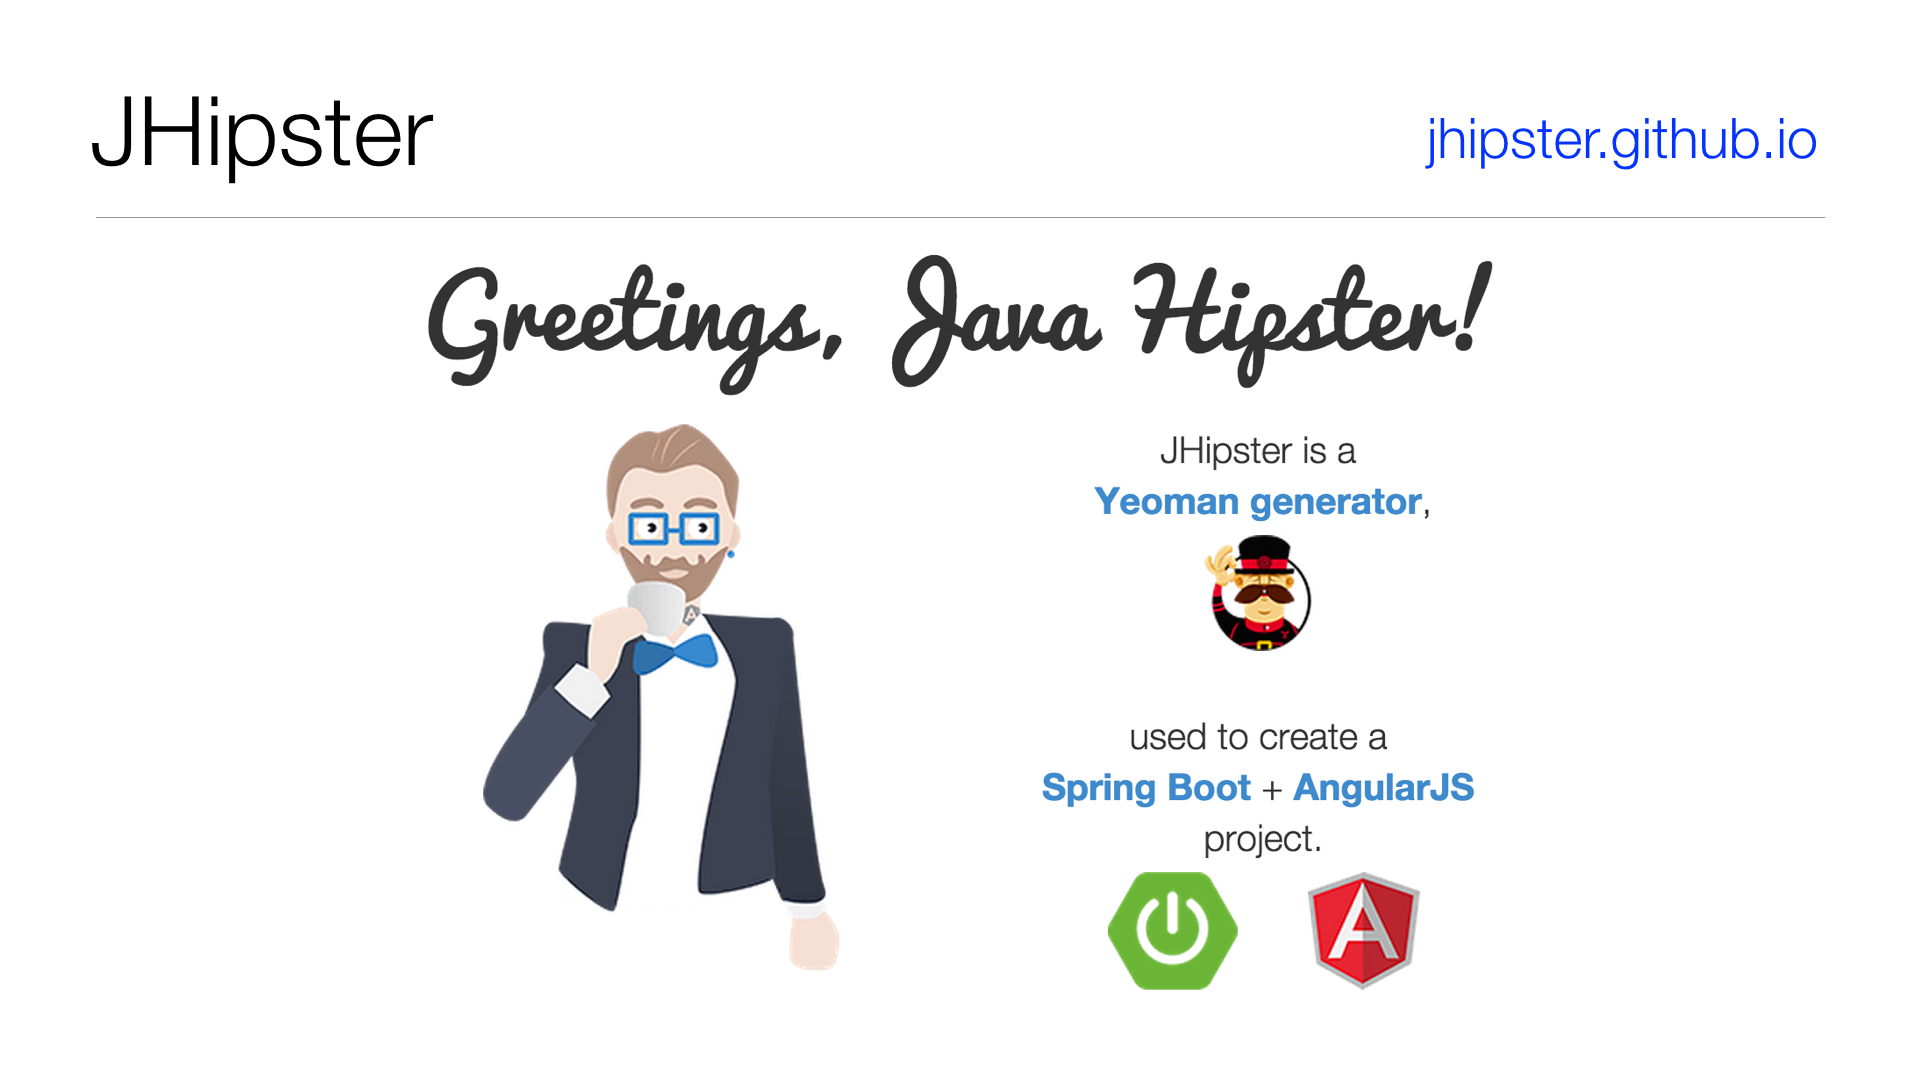 JHipster
jhipster.github.io
Greetings, Java Hipster!
JHipster is a
Yeoman generator,
used to create a
Spring Boot + AngularJS
project.
A
A